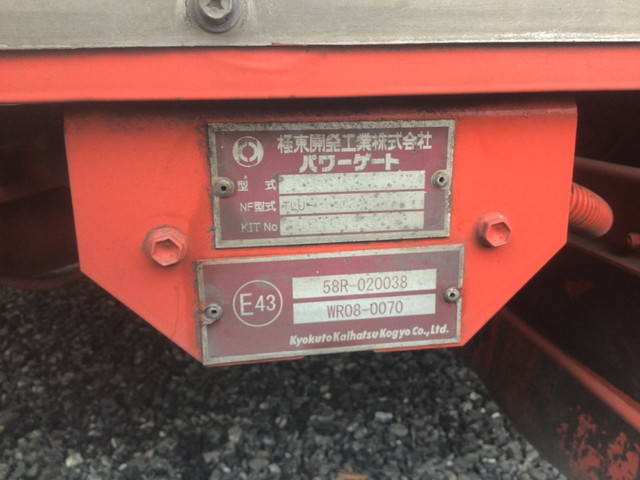 極東開発工業株式会社
パワーゲート
型式
NF型式
KIT No
E43
58R-020038
WR08-0070
Kyokuto Kaihatsu Kogyo Co., Ltd.